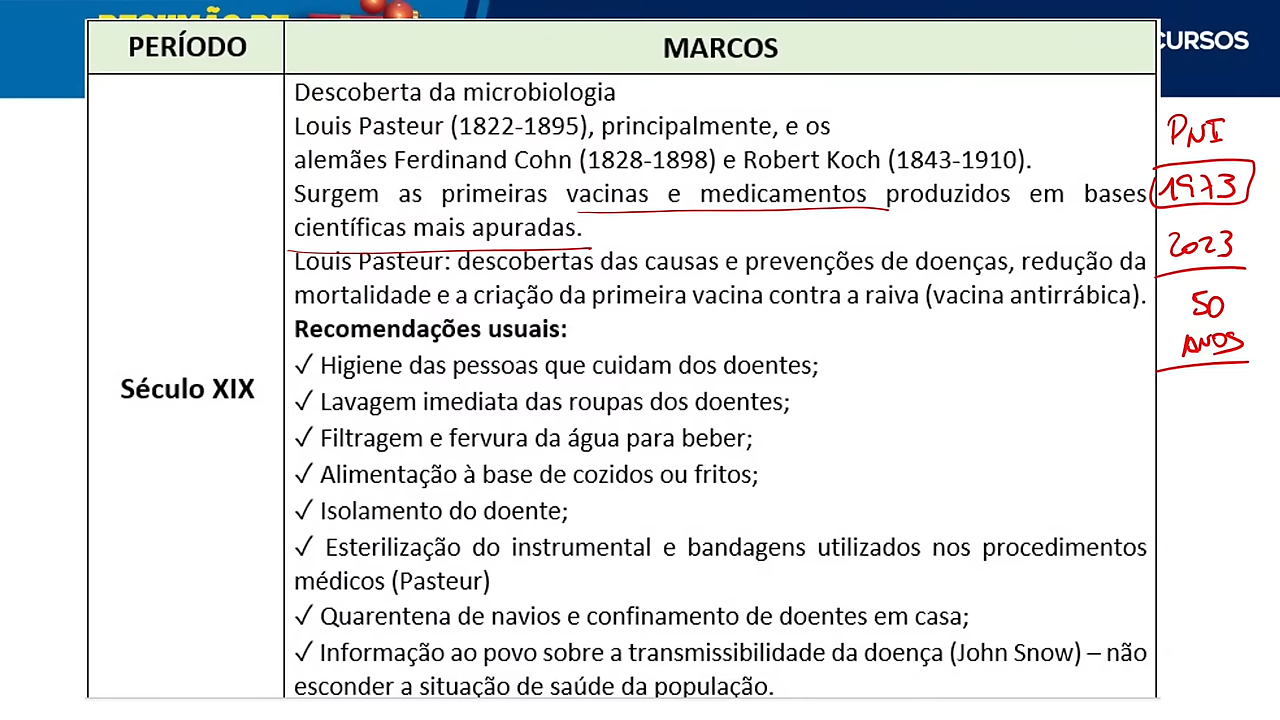 RESUMÃO DE
CURSOS
PERÍODO
MARCOS
Século XIX
Descoberta da microbiologia
Louis Pasteur (1822-1895), principalmente, e os
alemães Ferdinand Cohn (1828-1898) e Robert Koch (1843-1910).
Surgem as primeiras vacinas e medicamentos produzidos em bases
científicas mais apuradas.
Louis Pasteur: descobertas das causas e prevenções de doenças, redução da
mortalidade e a criação da primeira vacina contra a raiva (vacina antirrábica).
Recomendações usuais:
✓ Higiene das pessoas que cuidam dos doentes;
✓ Lavagem imediata das roupas dos doentes;
✓ Filtragem e fervura da água para beber;
✓ Alimentação à base de cozidos ou fritos;
✓ Isolamento do doente;
✓ Esterilização do instrumental e bandagens utilizados nos procedimentos
médicos (Pasteur)
✓ Quarentena de navios e confinamento de doentes em casa;
✓ Informação ao povo sobre a transmissibilidade da doença (John Snow) – não
esconder a situação de saúde da população.
PNI
1973
2023
50
ANOS